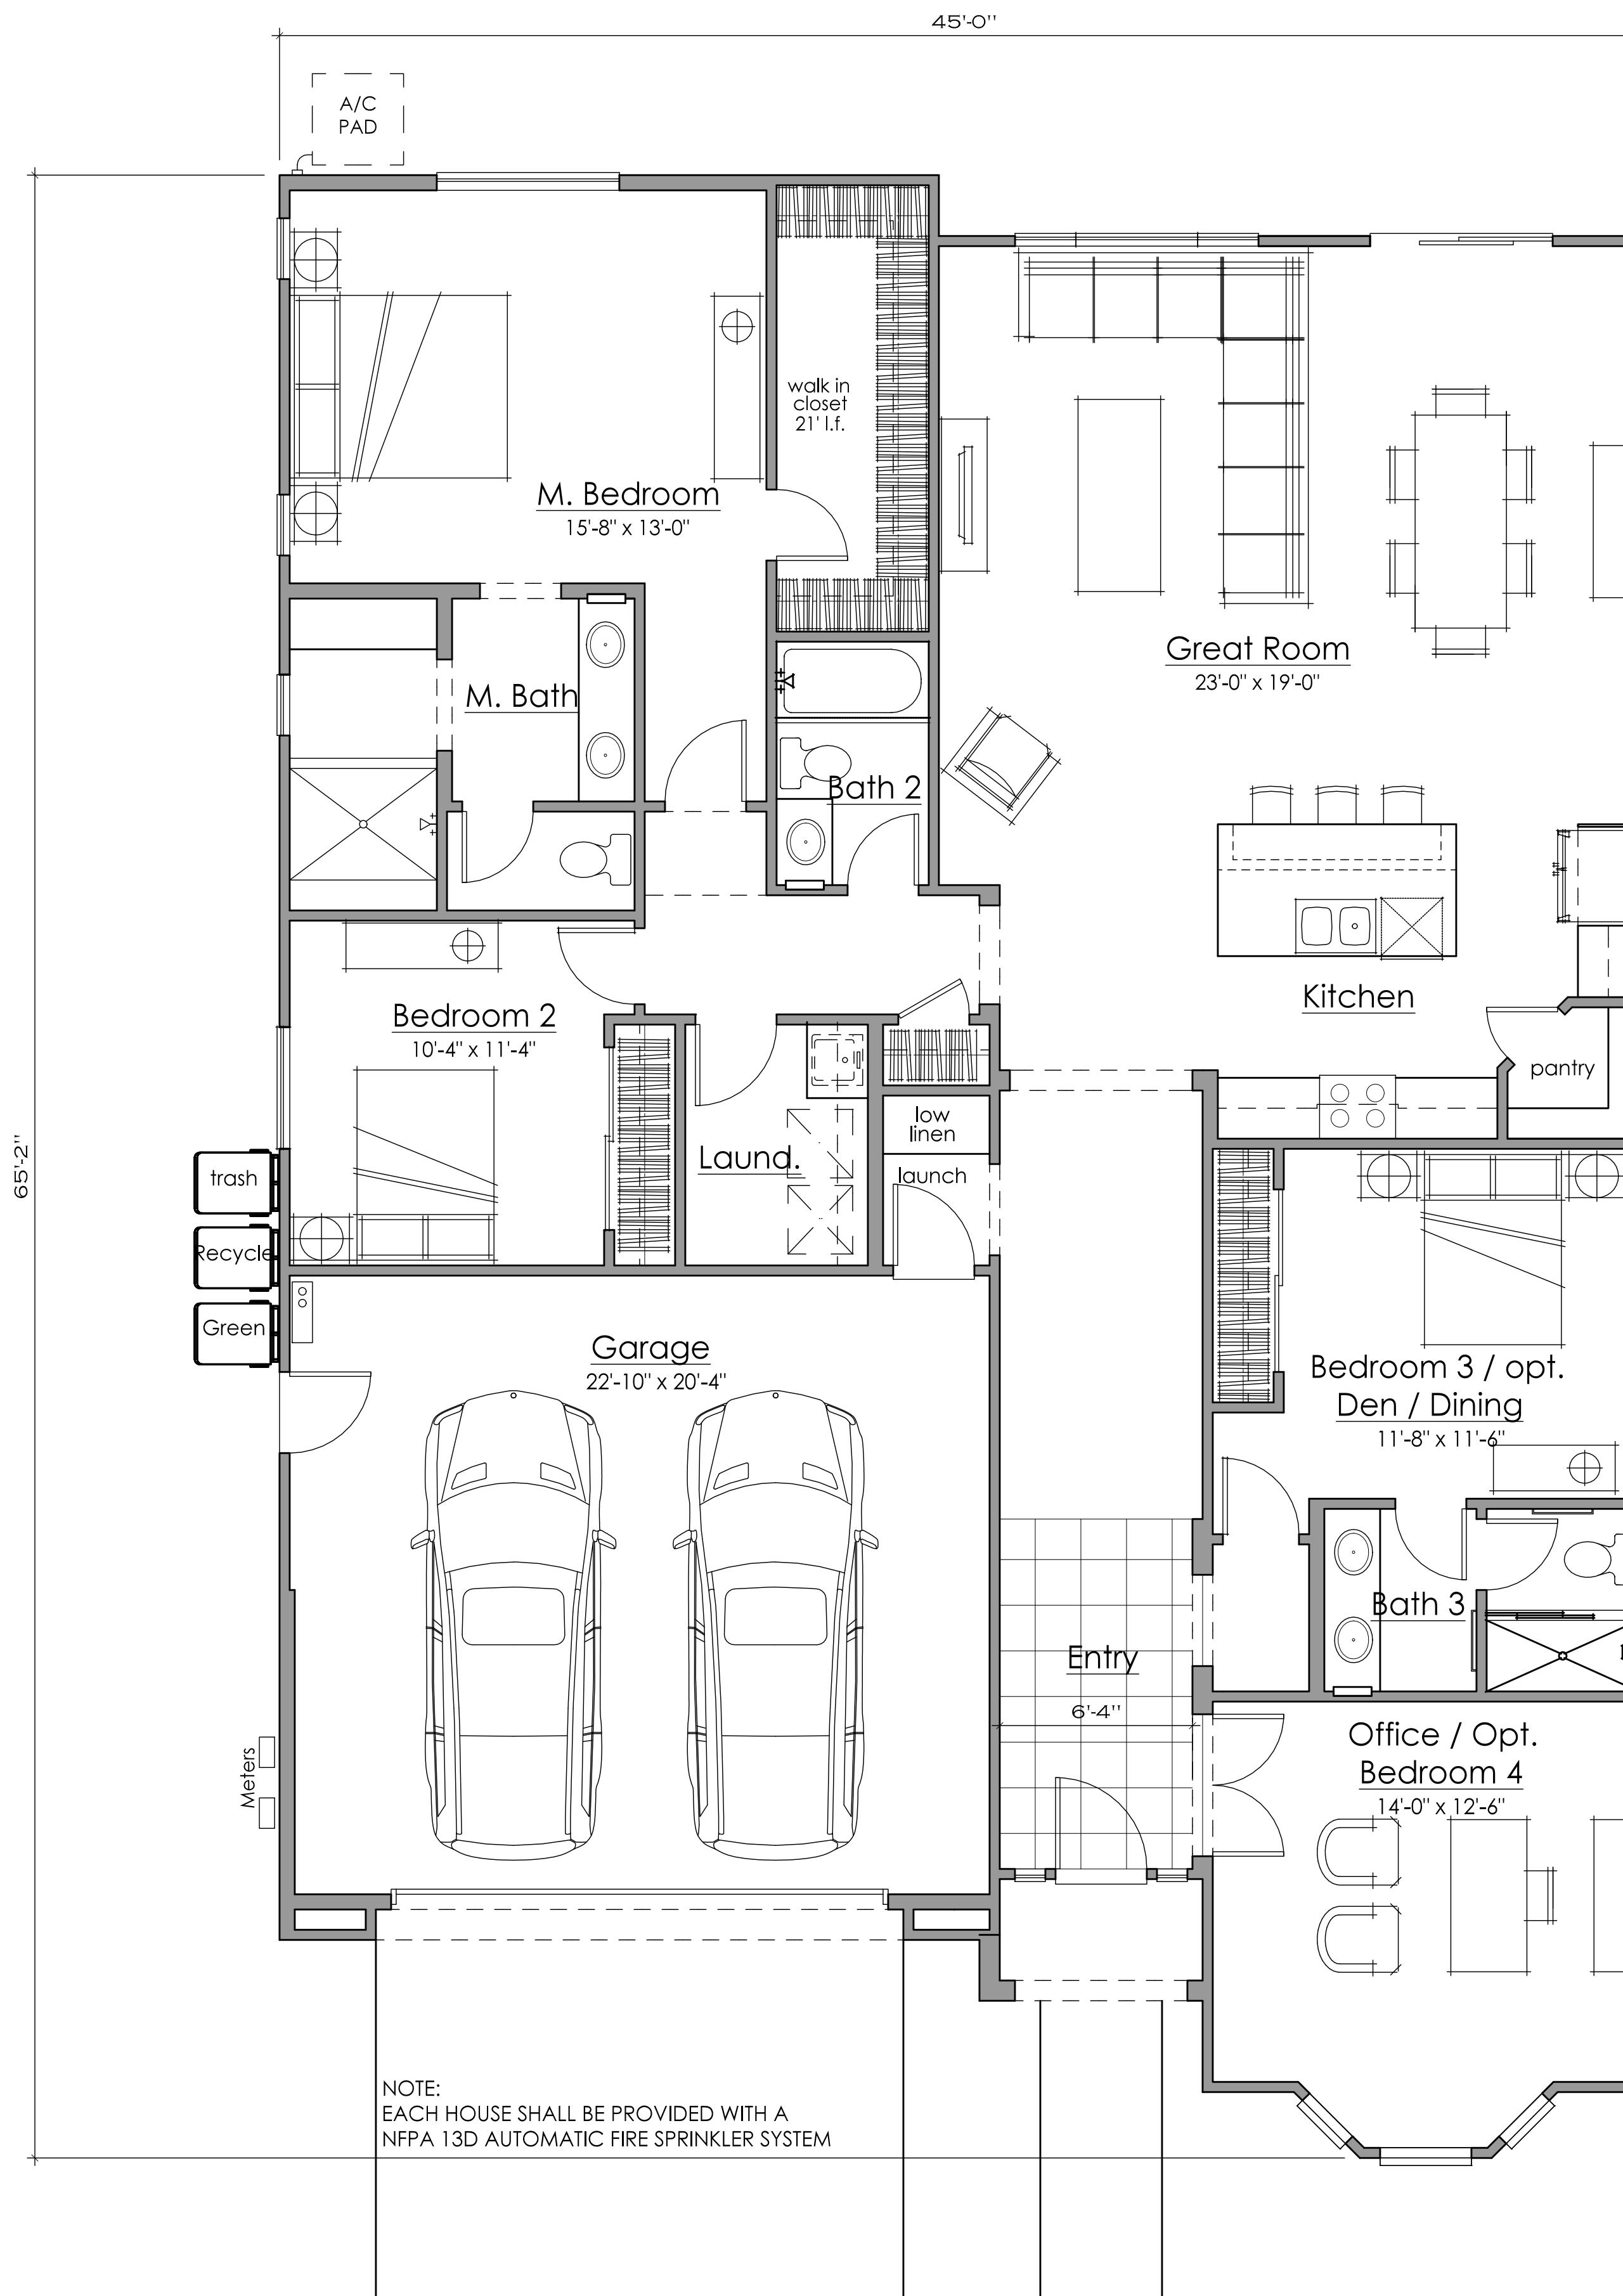 45'-0"
A/C
PAD
walk in
closet
21' l.f.
M. Bedroom
15'-8" x 13'-0"
Great Room
23'-0" x 19'-0"
M. Bath
Bath 2
Kitchen
Bedroom 2
10'-4" x 11'-4"
pantry
low
linen
65'-2"
Laund.
launch
trash
Recycle
Green
Garage
22'-10" x 20'-4"
Bedroom 3 / opt.
Den / Dining
11'-8" x 11'-6"
Bath 3
Entry
6'-4"
Office / Opt.
Bedroom 4
14'-0" x 12'-6"
Meters
NOTE:
EACH HOUSE SHALL BE PROVIDED WITH A
NFPA 13D AUTOMATIC FIRE SPRINKLER SYSTEM